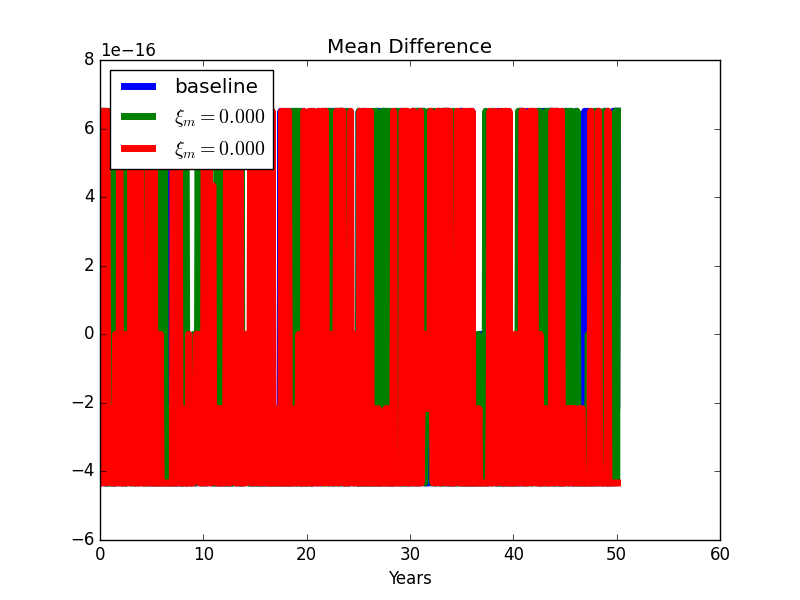 Mean Difference
1e−16
8
6
4
2
0
−2
−4
−6
baseline
ξₘ = 0.000
ξₘ = 0.000
0 10 20 30 40 50 60
Years